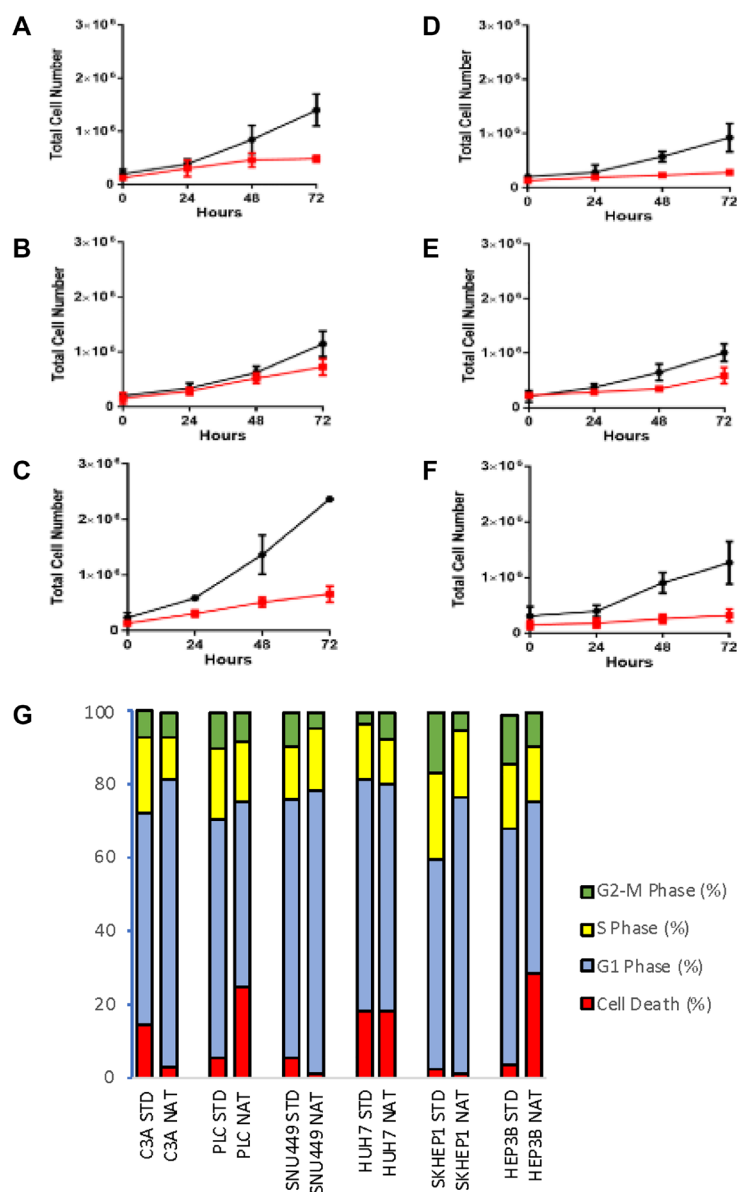 A
3×10⁶
2×10⁶
1×10⁶
0
Total Cell Number
0 24 48 72
Hours
D
3×10⁶
2×10⁶
1×10⁶
0
Total Cell Number
0 24 48 72
Hours
B
3×10⁶
2×10⁶
1×10⁶
0
Total Cell Number
0 24 48 72
Hours
E
3×10⁶
2×10⁶
1×10⁶
0
Total Cell Number
0 24 48 72
Hours
C
3×10⁶
2×10⁶
1×10⁶
0
Total Cell Number
0 24 48 72
Hours
F
3×10⁶
2×10⁶
1×10⁶
0
Total Cell Number
0 24 48 72
Hours
G
100
80
60
40
20
0
C3A STD
C3A NAT
PLC STD
PLC NAT
SNU449 STD
SNU449 NAT
HUH7 STD
HUH7 NAT
SKHEP1 STD
SKHEP1 NAT
HEP3B STD
HEP3B NAT
G2-M Phase (%)
S Phase (%)
G1 Phase (%)
Cell Death (%)